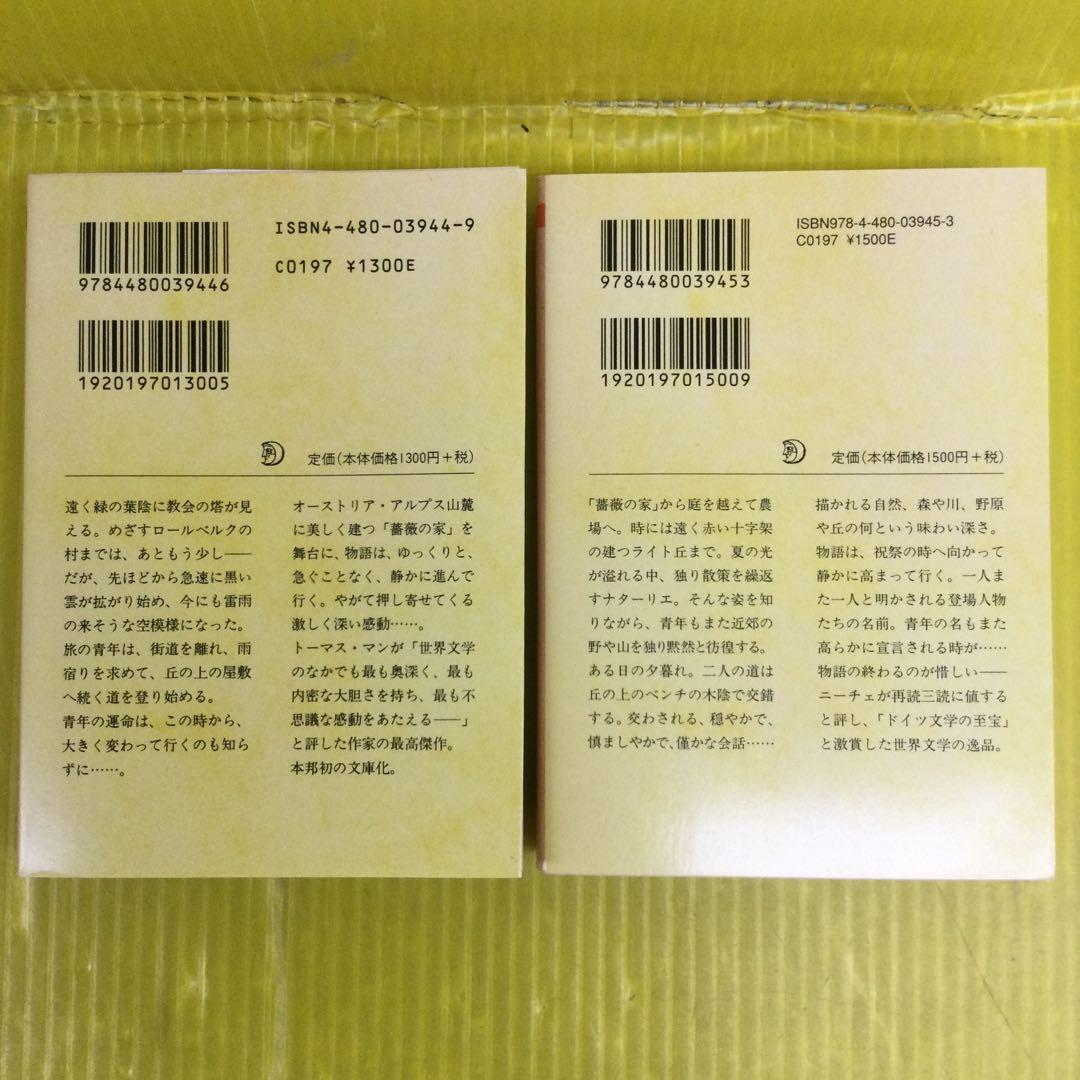 ISBN4-480-03944-9
C0197 ¥1300E
9784480039446
1920197013005
定価(本体価格1300円+税)
遠く緑の葉陰に教会の塔が見
える。めざすロールベルクの
村までは、あともう少し——
だが、先ほどから急速に黒い
雲が拡がり始め、今にも雷雨
の来そうな空模様になった。
旅の青年は、街道を離れ、雨
宿りを求めて、丘の上の屋敷
へ続く道を登り始める。
青年の運命は、この時から、
大きく変わって行くのも知ら
ずに……。
オーストリア・アルプス山麓
に美しく建つ「薔薇の家」を
舞台に、物語は、ゆっくりと、
急ぐことなく、静かに進んで
行く。やがて押し寄せてくる
激しく深い感動……。
トーマス・マンが「世界文学
のなかでも最も奥深く、最も
内密な大胆さを持ち、最も不
思議な感動をあたえる——」
と評した作家の最高傑作。
本邦初の文庫化。
ISBN978-4-480-03945-3
C0197 ¥1500E
9784480039453
1920197015009
定価(本体価格1500円+税)
「薔薇の家」から庭を越えて農
場へ。時には遠く赤い十字架
の建つライト丘まで。夏の光
が溢れる中、独り散策を繰返
すナターリエ。そんな姿を知
りながら、青年もまた近郊の
野や山を独り黙然と彷徨する。
ある日の夕暮れ。二人の道は
丘の上のベンチの木陰で交錯
する。交わされる、穏やかで、
慎ましやかで、僅かな会話……
描かれる自然、森や川、野原
や丘の何という味わい深さ。
物語は、祝祭の時へ向かって
静かに高まって行く。一人ま
た一人と明かされる登場人物
たちの名前。青年の名もまた
高らかに宣言される時が……
物語の終わるのが惜しい——
ニーチェが再読三読に値する
と評し、「ドイツ文学の至宝」
と激賞した世界文学の逸品。